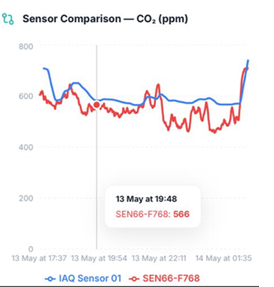 Sensor Comparison — CO₂ (ppm)
800
600
400
200
0
13 May at 19:48
SEN66-F768: 566
13 May at 17:37 13 May at 19:54 13 May at 22:11 14 May at 01:35
IAQ Sensor 01 SEN66-F768